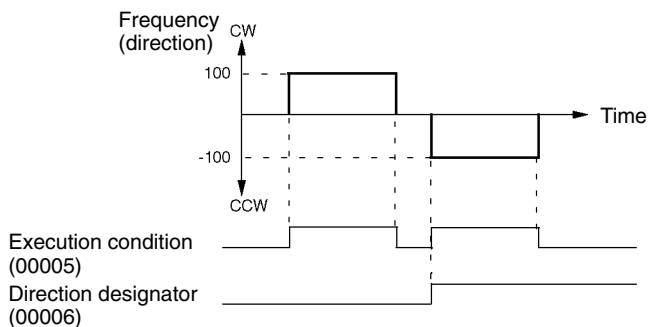 Frequency
(direction)
CW
100
Time
-100
CCW
Execution condition
(00005)
Direction designator
(00006)